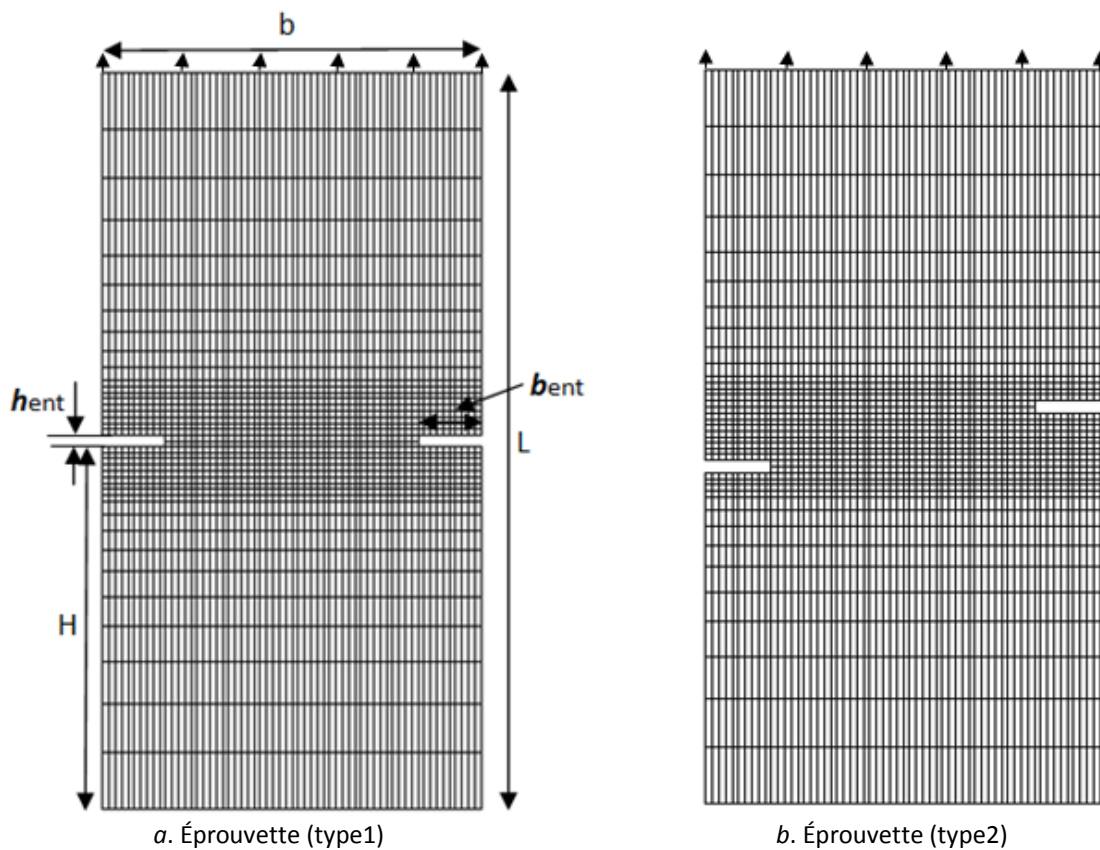 b
hent
bent
L
H
a. Éprouvette (type1)
b. Éprouvette (type2)